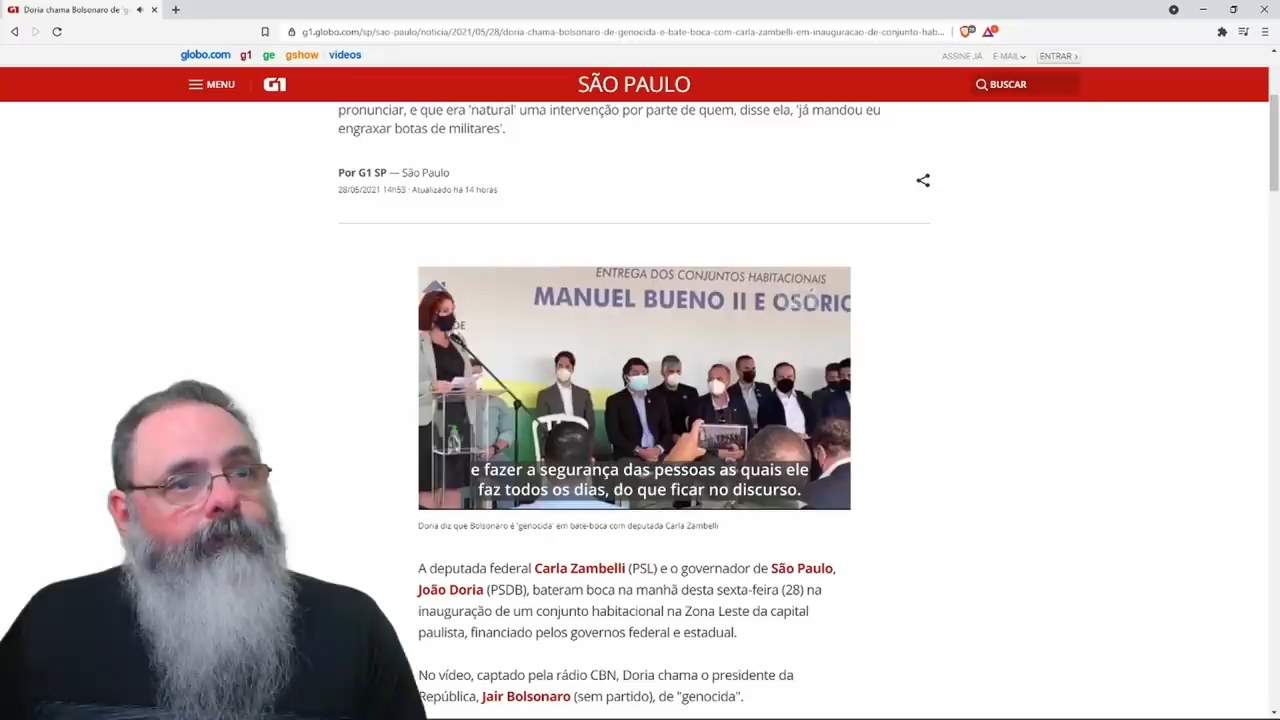 Doria chama Bolsonaro de 'g
g1.globo.com/sp/sao-paulo/noticia/2021/05/28/doria-chama-bolsonaro-de-genocida-e-bate-boca-com-carla-zambelli-em-inauguracao-de-conjunto-hab...
globo.com g1 ge gshow videos
ASSINE JÁ E-MAIL ENTRAR ›
MENU G1 SÃO PAULO BUSCAR
pronunciar, e que era 'natural' uma intervenção por parte de quem, disse ela, 'já mandou eu
engraxar botas de militares'.
Por G1 SP — São Paulo
28/05/2021 14h53 · Atualizado há 14 horas
ENTREGA DOS CONJUNTOS HABITACIONAIS
MANUEL BUENO II E OSÓRIO
DE
e fazer a segurança das pessoas as quais ele
faz todos os dias, do que ficar no discurso.
Doria diz que Bolsonaro é 'genocida' em bate-boca com deputada Carla Zambelli
A deputada federal Carla Zambelli (PSL) e o governador de São Paulo,
João Doria (PSDB), bateram boca na manhã desta sexta-feira (28) na
inauguração de um conjunto habitacional na Zona Leste da capital
paulista, financiado pelos governos federal e estadual.
No vídeo, captado pela rádio CBN, Doria chama o presidente da
República, Jair Bolsonaro (sem partido), de "genocida".